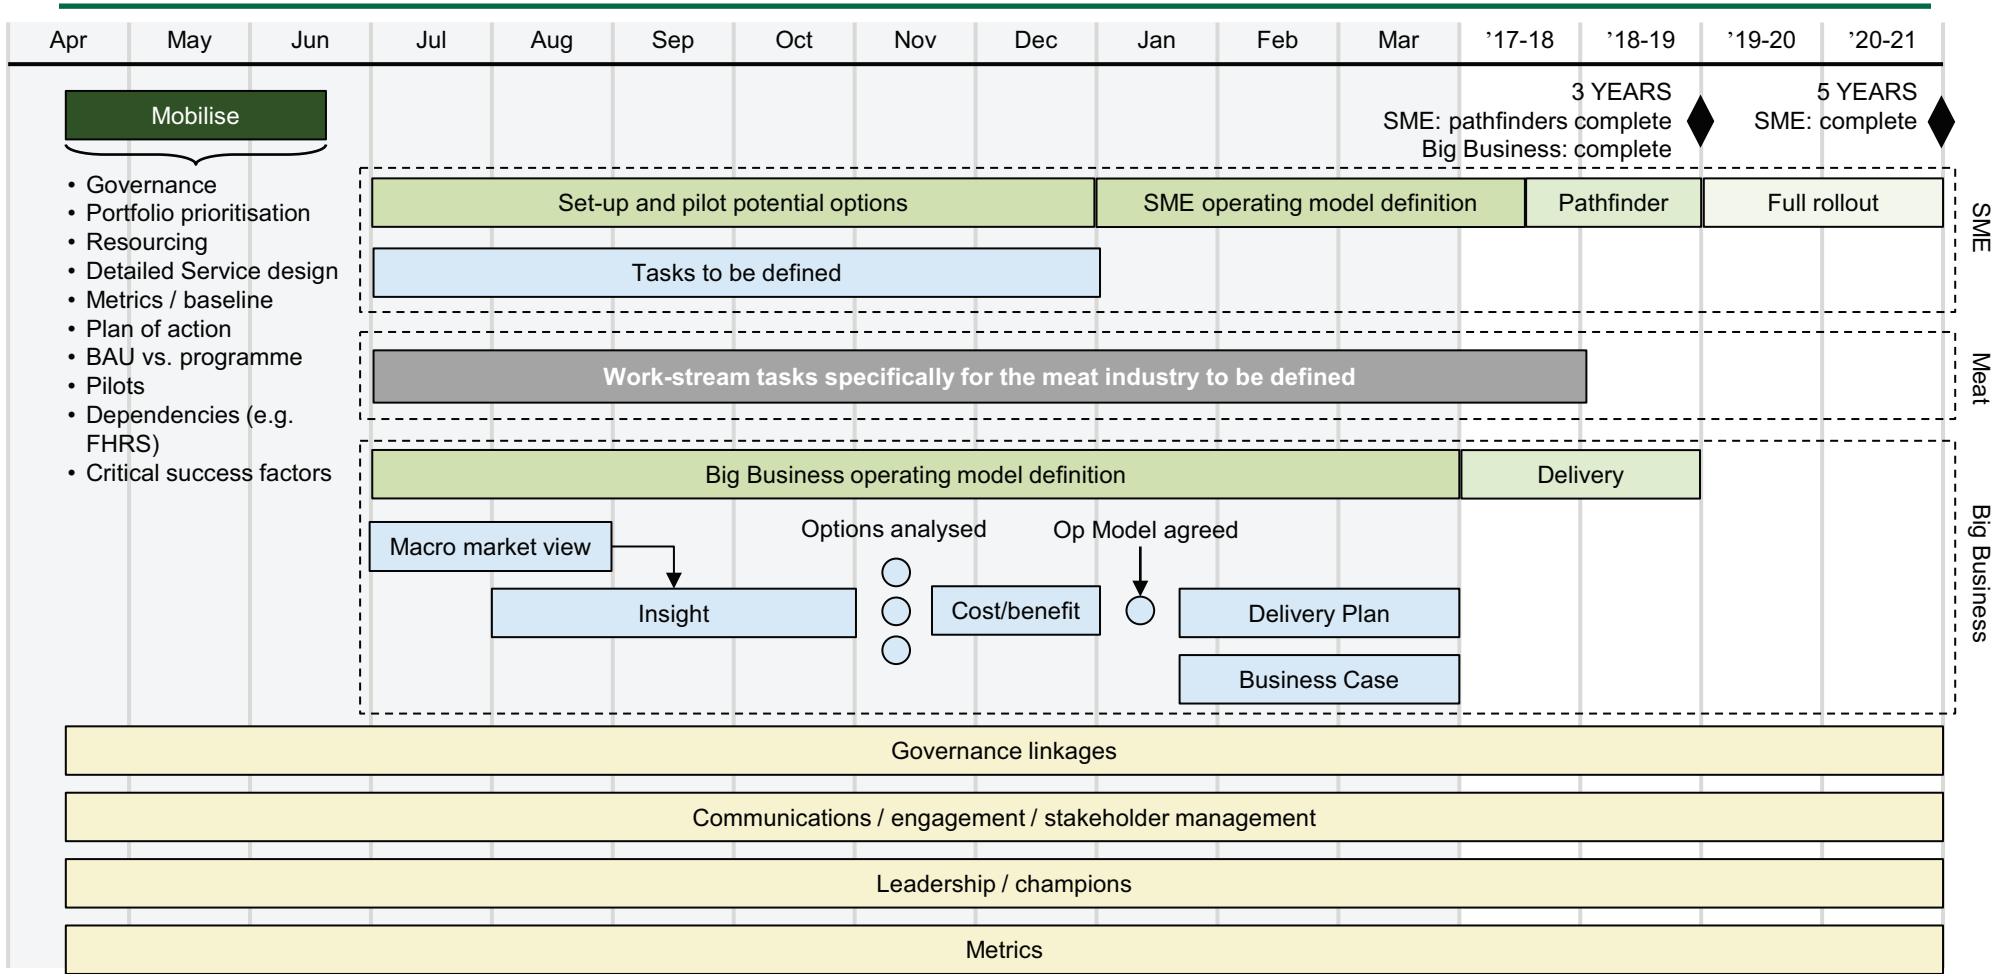 Apr May Jun Jul Aug Sep Oct Nov Dec Jan Feb Mar ’17-18 ’18-19 ’19-20 ’20-21
Mobilise
3 YEARS
SME: pathfinders complete
Big Business: complete
5 YEARS
SME: complete
• Governance
• Portfolio prioritisation
• Resourcing
• Detailed Service design
• Metrics / baseline
• Plan of action
• BAU vs. programme
• Pilots
• Dependencies (e.g.
FHRS)
• Critical success factors
Set-up and pilot potential options
SME operating model definition
Pathfinder
Full rollout
Tasks to be defined
SME
Work-stream tasks specifically for the meat industry to be defined
Meat
Big Business operating model definition
Delivery
Macro market view
Options analysed
Op Model agreed
Insight
Cost/benefit
Delivery Plan
Business Case
Big Business
Governance linkages
Communications / engagement / stakeholder management
Leadership / champions
Metrics